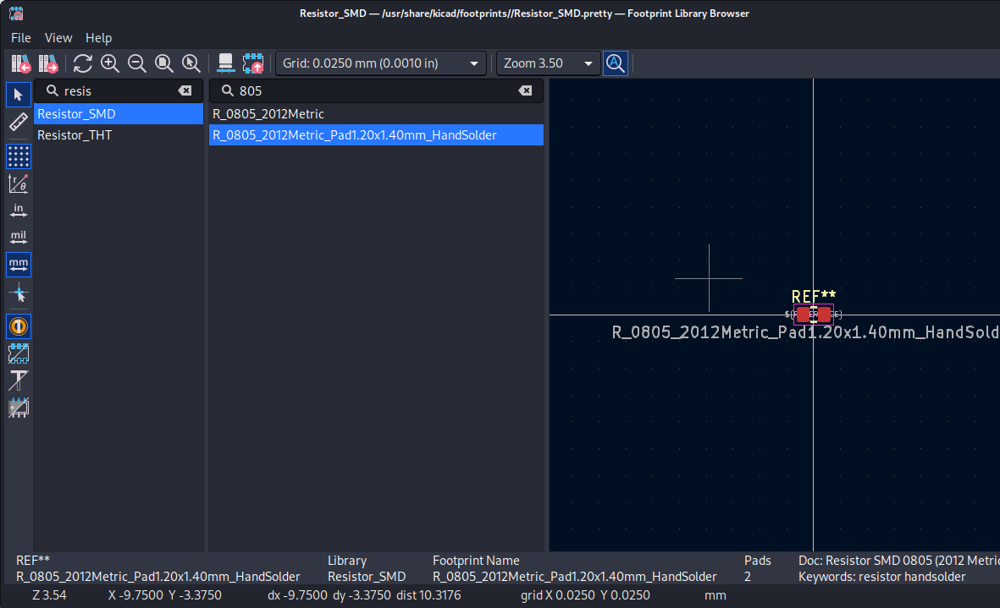 Resistor_SMD — /usr/share/kicad/footprints//Resistor_SMD.pretty — Footprint Library Browser
File View Help
Grid: 0.0250 mm (0.0010 in) Zoom 3.50
resis 805
Resistor_SMD R_0805_2012Metric
Resistor_THT R_0805_2012Metric_Pad1.20x1.40mm_HandSolder
r
θ
in
mil
mm
REF**
R_0805_2012Metric_Pad1.20x1.40mm_HandSold
REF** Library Footprint Name Pads Doc: Resistor SMD 0805 (2012 Metric
R_0805_2012Metric_Pad1.20x1.40mm_HandSolder Resistor_SMD R_0805_2012Metric_Pad1.20x1.40mm_HandSolder 2 Keywords: resistor handsolder
Z 3.54 X -9.7500 Y -3.3750 dx -9.7500 dy -3.3750 dist 10.3176 grid X 0.0250 Y 0.0250 mm